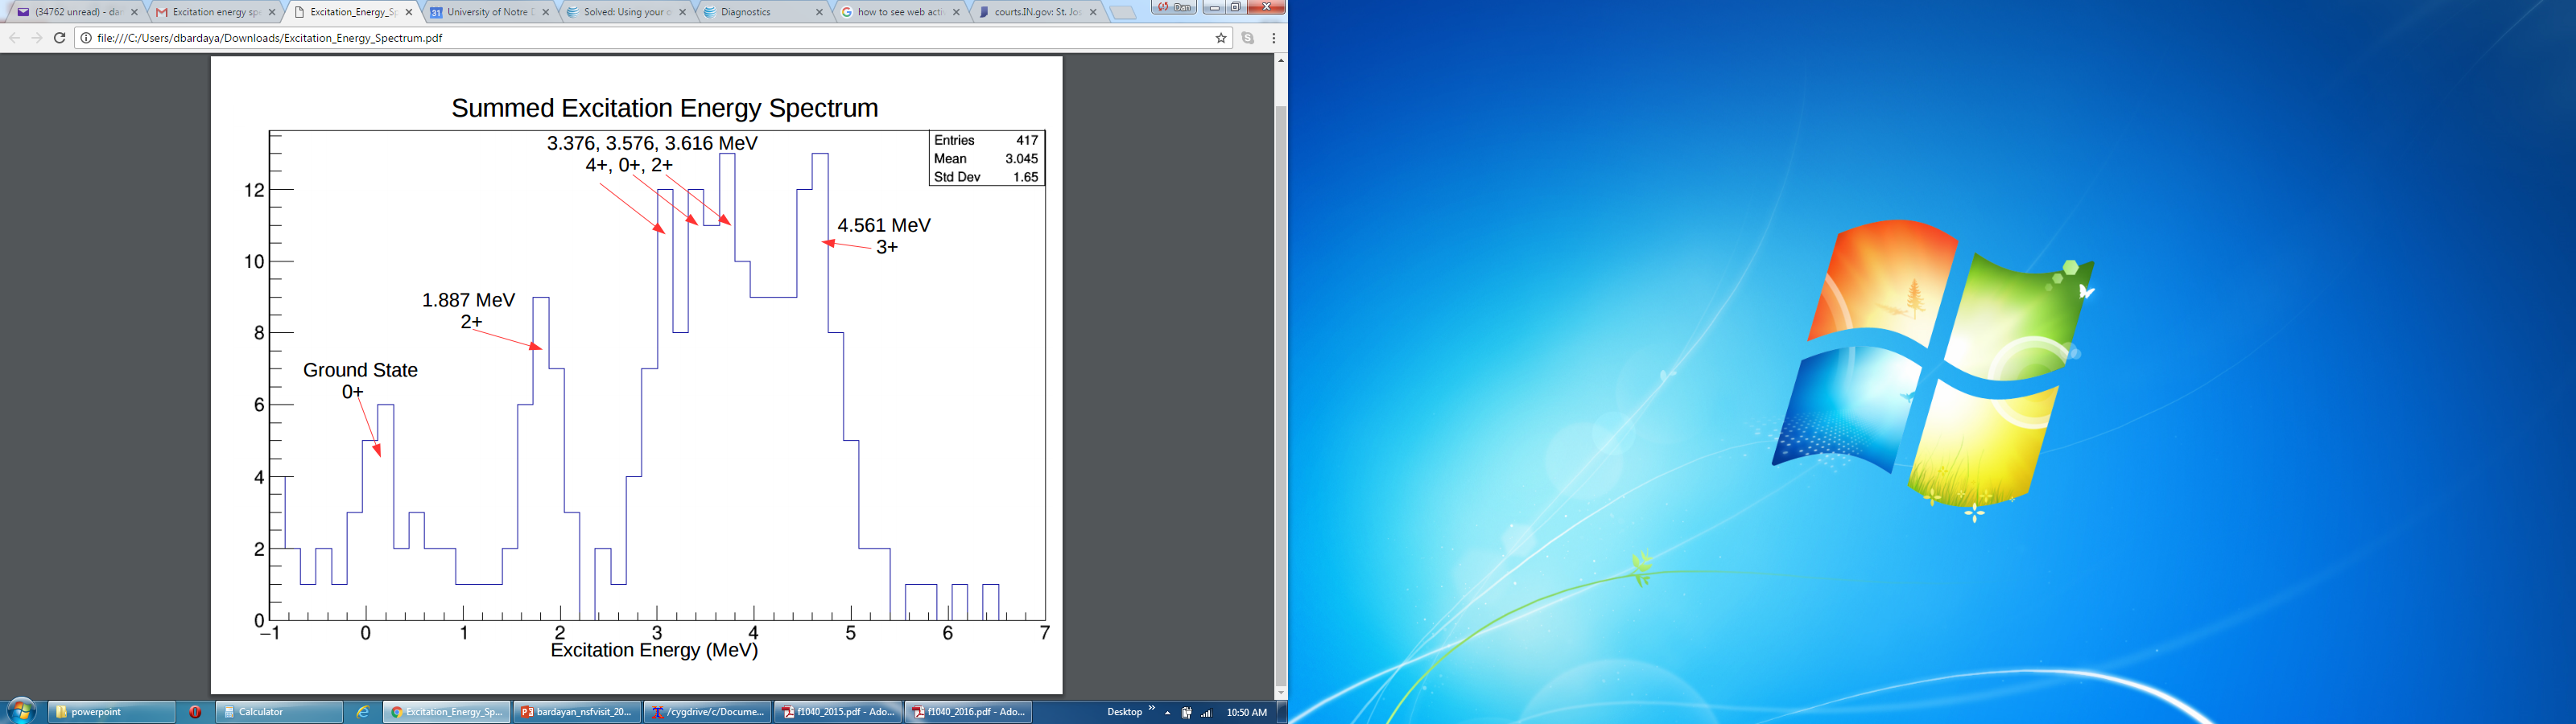 (34762 unread) - da
Excitation energy spe
Excitation_Energy_Sp
31 University of Notre D
Solved: Using your c
Diagnostics
how to see web acti
courts.IN.gov: St. Jos
Dan
file:///C:/Users/dbardaya/Downloads/Excitation_Energy_Spectrum.pdf
Summed Excitation Energy Spectrum
Entries 417
Mean 3.045
Std Dev 1.65
3.376, 3.576, 3.616 MeV
4+, 0+, 2+
4.561 MeV
3+
1.887 MeV
2+
Ground State
0+
12
10
8
6
4
2
0
−1 0 1 2 3 4 5 6 7
Excitation Energy (MeV)
powerpoint
Calculator
Excitation_Energy_Sp...
bardayan_nsfvisit_20...
/cygdrive/c/Docume...
f1040_2015.pdf - Ado...
f1040_2016.pdf - Ado...
Desktop
10:50 AM